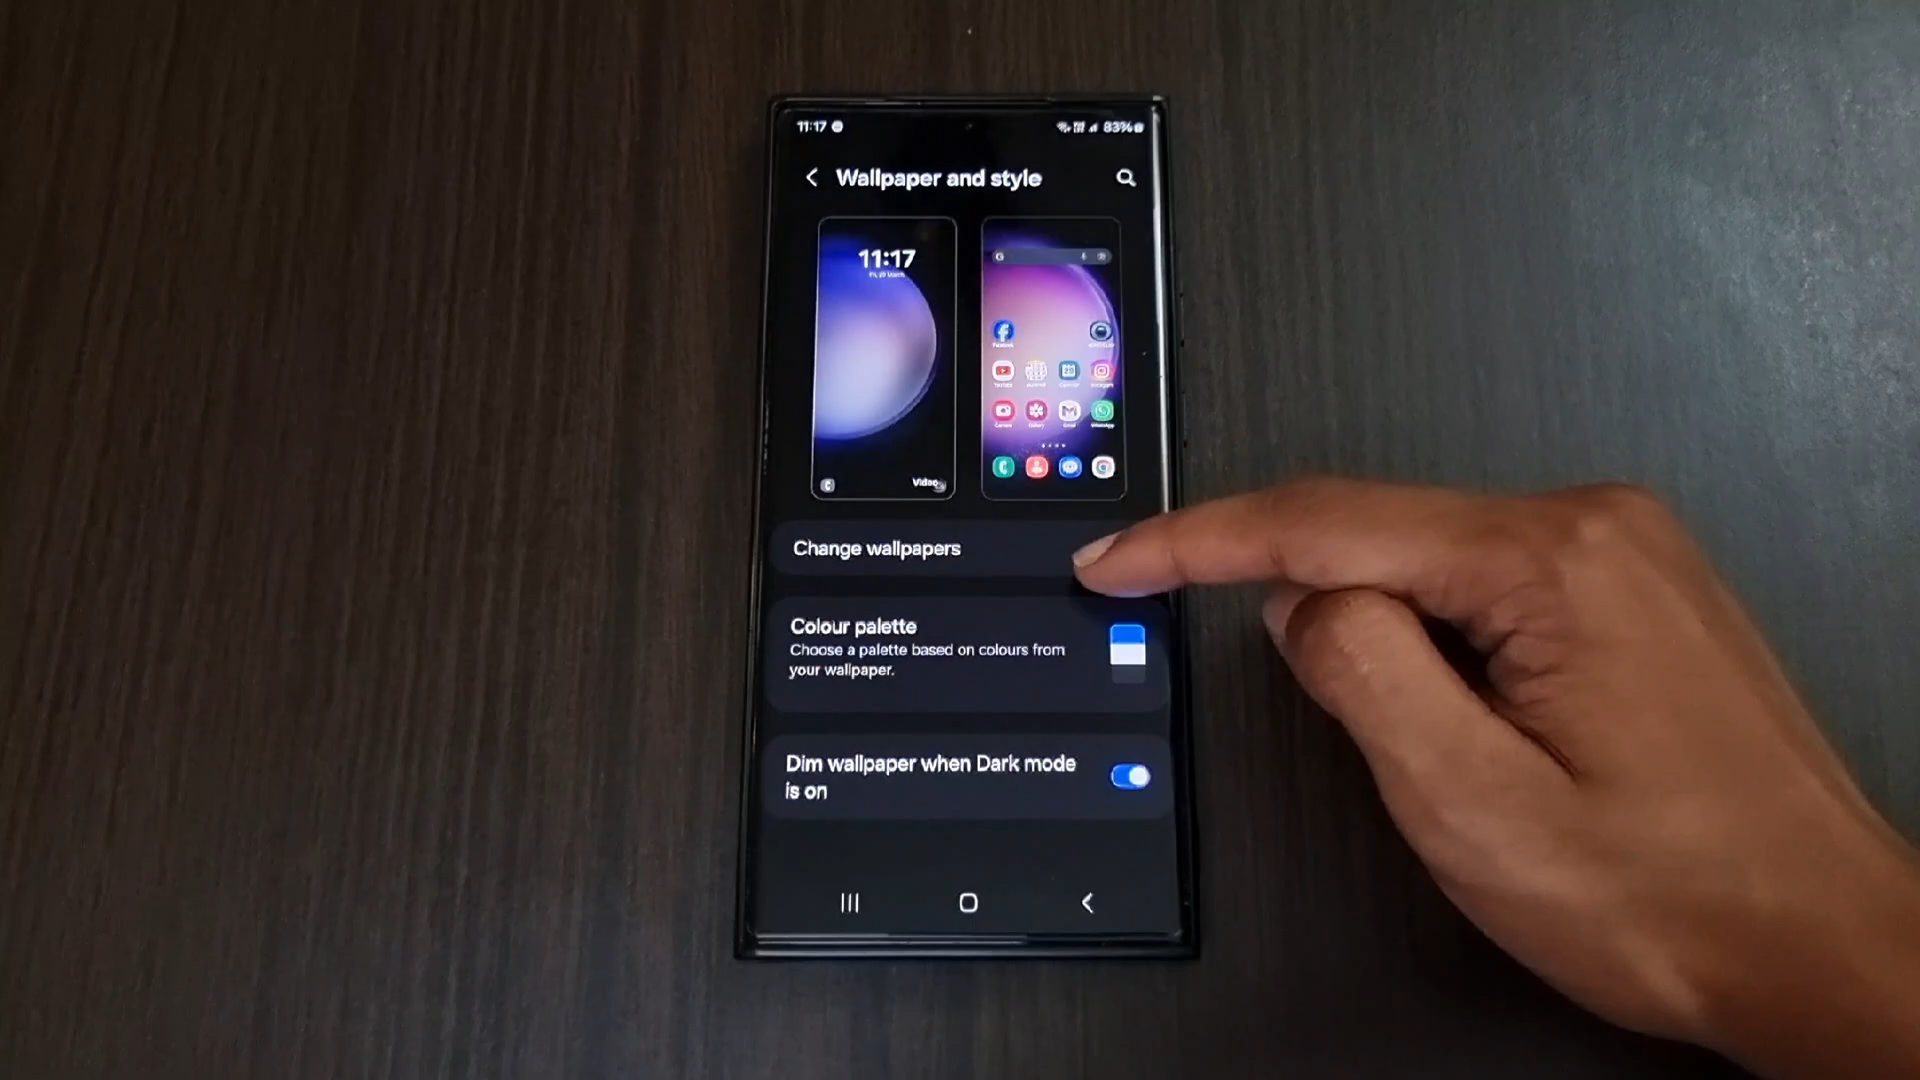 11:17
83%
Wallpaper and style
11:17
Video
Change wallpapers
Colour palette
Choose a palette based on colours from
your wallpaper.
Dim wallpaper when Dark mode
is on